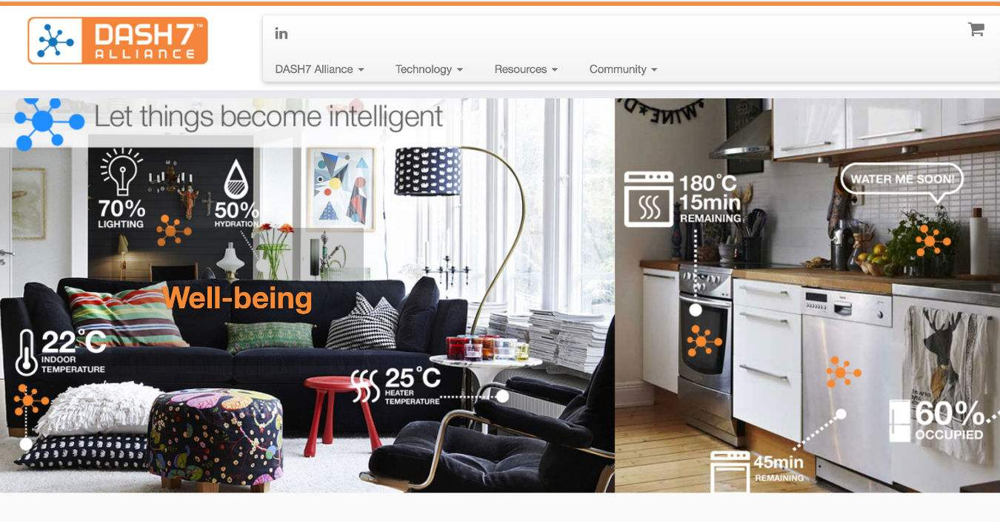 DASH7™
ALLIANCE
in
DASH7 Alliance
Technology
Resources
Community
Let things become intelligent
70%
LIGHTING
50%
HYDRATION
Well-being
22°C
INDOOR
TEMPERATURE
25°C
HEATER
TEMPERATURE
WINE & D
180°C
15min
REMAINING
WATER ME SOON!
60%
OCCUPIED
45min
REMAINING